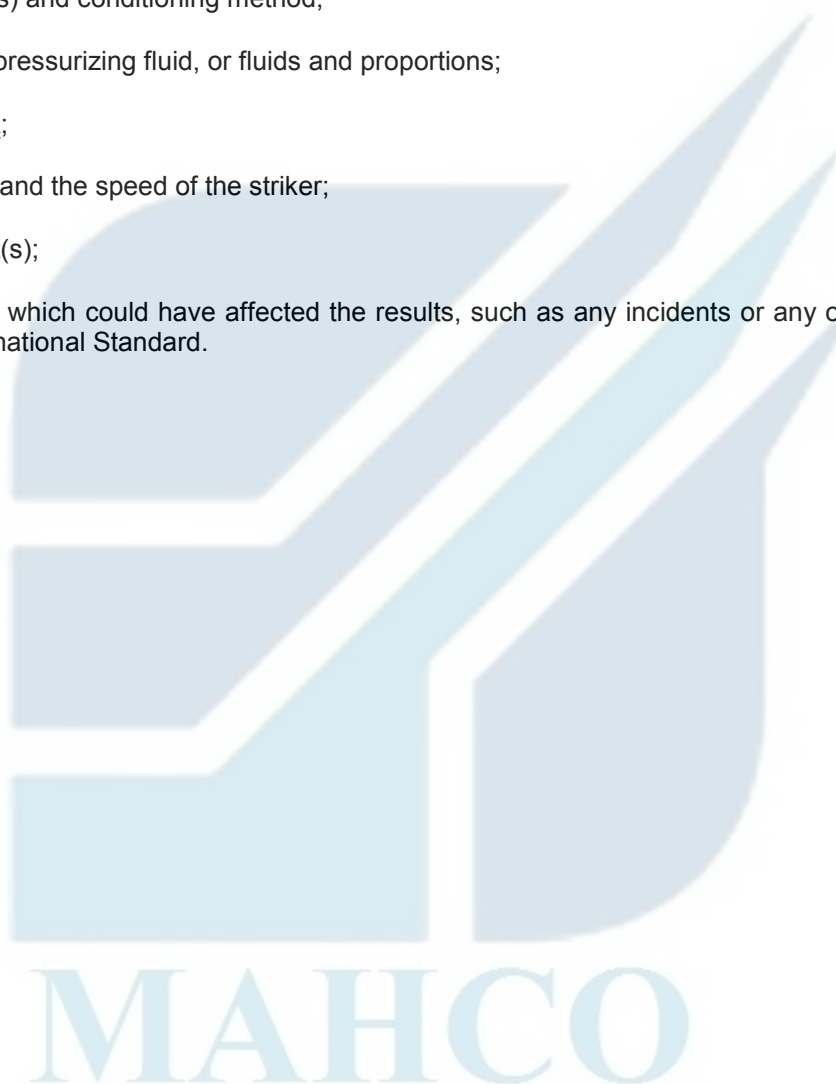 s) and conditioning method;
pressurizing fluid, or fluids and proportions;
;
and the speed of the striker;
(s);
which could have affected the results, such as any incidents or any o
national Standard.
MAHCO